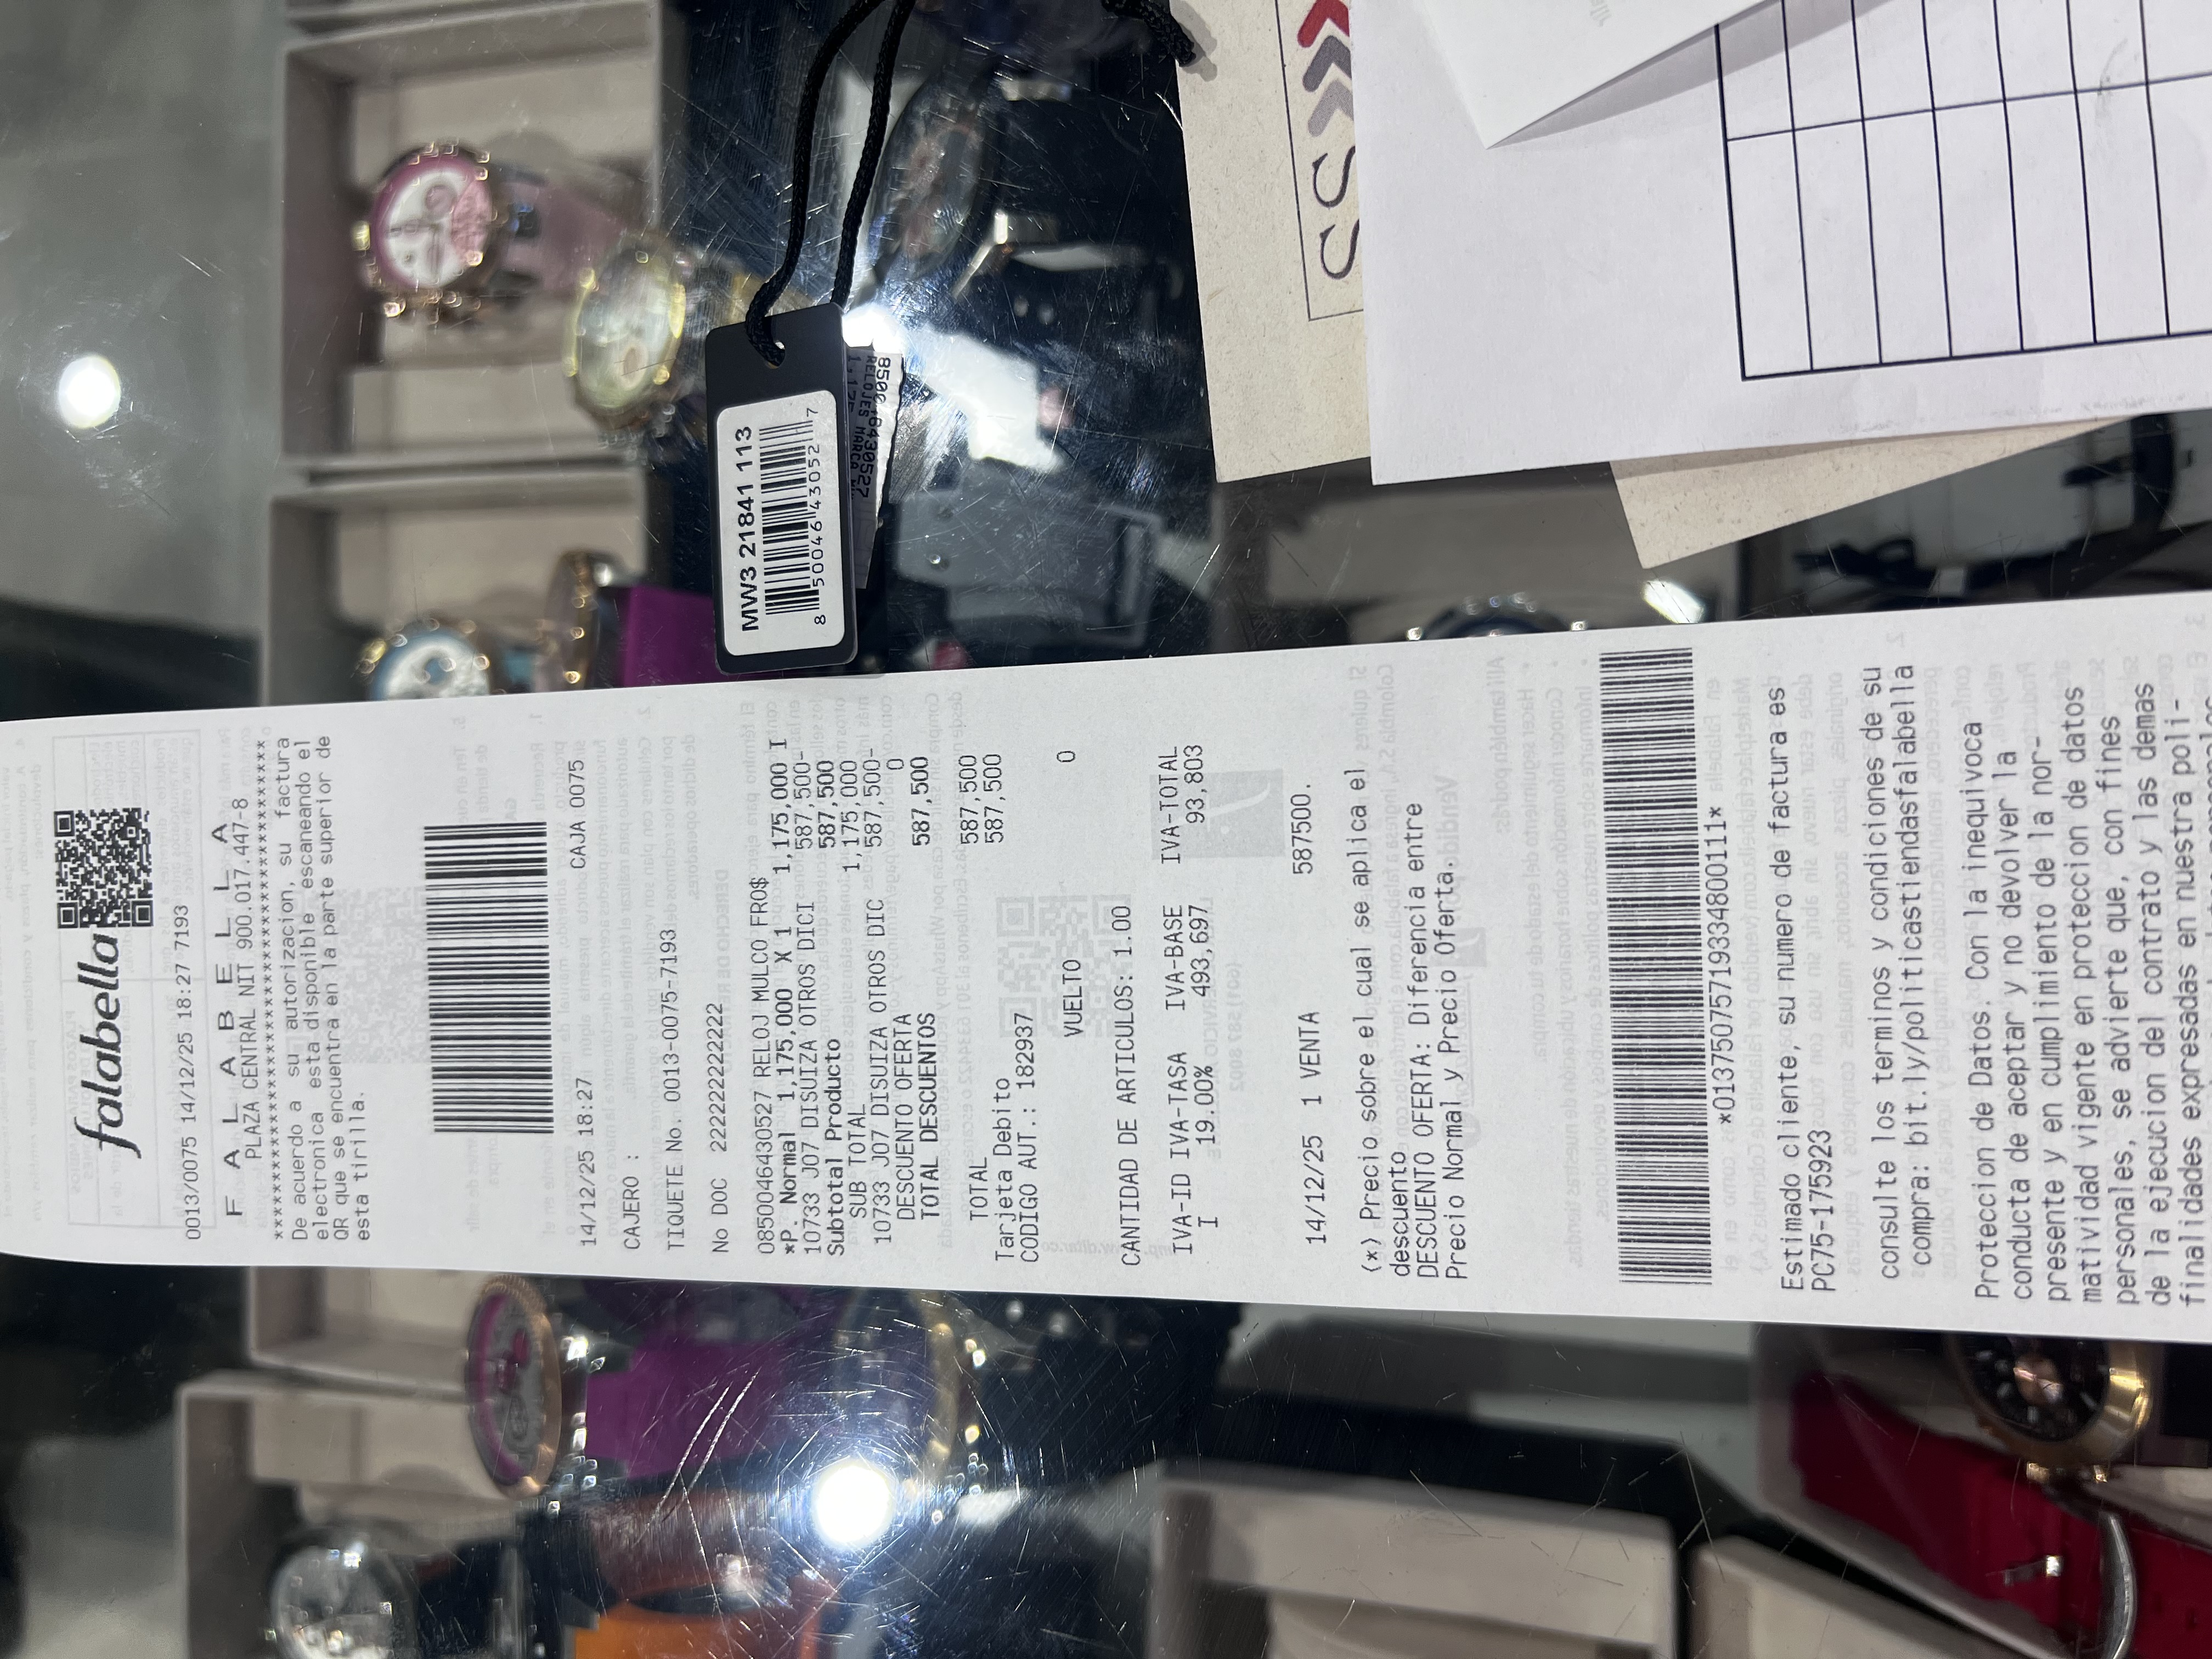 falabella
0013/0075 14/12/25 18:27 7193
F A L A B E L L A
PLAZA CENTRAL NIT 900.017.447-8
****************************************
De acuerdo a su autorizacion, su factura
electronica esta disponible escaneando el
QR que se encuentra en la parte superior de
esta tirilla.
14/12/25 18:27 CAJA 0075
CAJERO :
TIQUETE No. 0013-0075-7193
No DOC 222222222222
0850046430527 RELOJ MULCO FRO$
*P. Normal 1,175,000 X 1 1,175,000 I
10733 J07 DISUIZA OTROS DICI 587,500-
Subtotal Producto 587,500
SUB TOTAL 1,175,000
10733 J07 DISUIZA OTROS DIC 587,500-
DESCUENTO OFERTA 0
TOTAL DESCUENTOS 587,500
TOTAL 587,500
Tarjeta Debito 587,500
CODIGO AUT.: 182937
VUELTO 0
CANTIDAD DE ARTICULOS: 1.00
IVA-ID IVA-TASA IVA-BASE IVA-TOTAL
I 19.00% 493,697 93,803
14/12/25 1 VENTA 587500.
(*) Precio sobre el cual se aplica el
descuento
DESCUENTO OFERTA: Diferencia entre
Precio Normal y Precio Oferta.
*013750757193348001​11*
Estimado cliente, su numero de factura es
PC75-1759​23
consulte los terminos y condiciones de su
compra: bit.ly/politicastiendasfalabella
Proteccion de Datos: Con la inequivoca
conducta de aceptar y no devolver la
presente y en cumplimiento de la nor-
matividad vigente en proteccion de datos
personales, se advierte que, con fines
de la ejecucion del contrato y las demas
finalidades expresadas en nuestra poli-
MW3 21841 113
8 50046 43052 7
RELOJES MARCA
SS